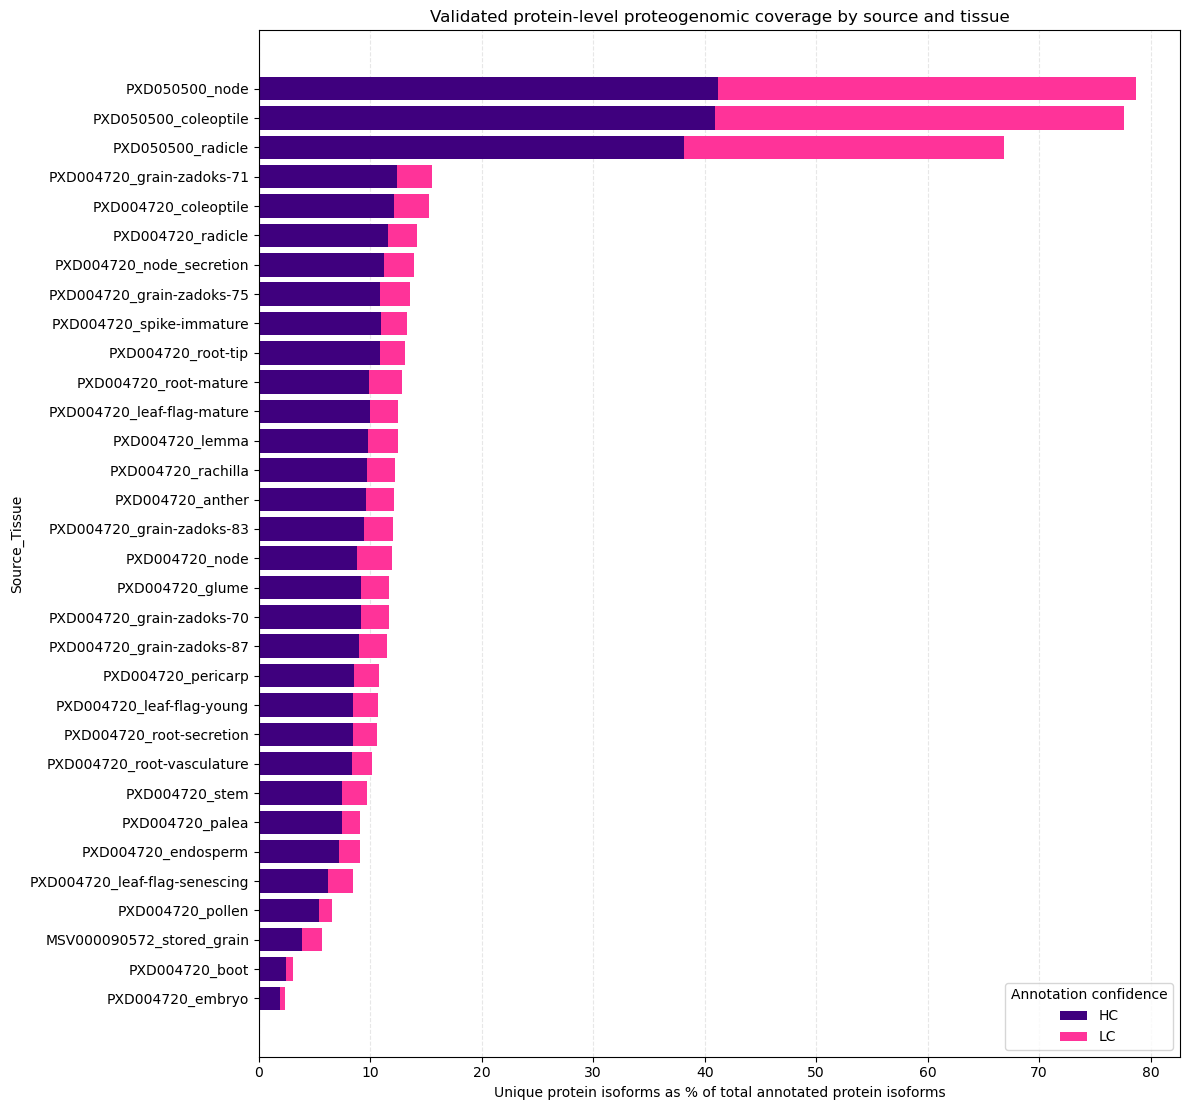 Validated protein-level proteogenomic coverage by source and tissue
PXD050500_node
PXD050500_coleoptile
PXD050500_radicle
PXD004720_grain-zadoks-71
PXD004720_coleoptile
PXD004720_radicle
PXD004720_node_secretion
PXD004720_grain-zadoks-75
PXD004720_spike-immature
PXD004720_root-tip
PXD004720_root-mature
PXD004720_leaf-flag-mature
PXD004720_lemma
PXD004720_rachilla
PXD004720_anther
PXD004720_grain-zadoks-83
PXD004720_node
PXD004720_glume
PXD004720_grain-zadoks-70
PXD004720_grain-zadoks-87
PXD004720_pericarp
PXD004720_leaf-flag-young
PXD004720_root-secretion
PXD004720_root-vasculature
PXD004720_stem
PXD004720_palea
PXD004720_endosperm
PXD004720_leaf-flag-senescing
PXD004720_pollen
MSV000090572_stored_grain
PXD004720_boot
PXD004720_embryo
Source_Tissue
Annotation confidence
HC
LC
0 10 20 30 40 50 60 70 80
Unique protein isoforms as % of total annotated protein isoforms